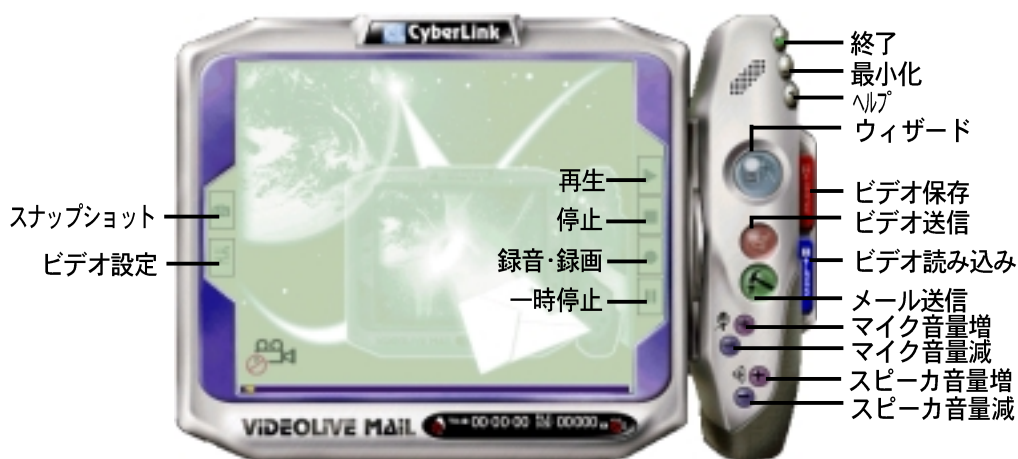 CyberLink
終了
最小化
ヘルプ
ウィザード
再生
ビデオ保存
スナップショット
停止
ビデオ送信
ビデオ設定
録音・録画
ビデオ読み込み
一時停止
メール送信
マイク音量増
マイク音量減
スピーカ音量増
スピーカ音量減
VIDEOLIVE MAIL
00:00:00
00000